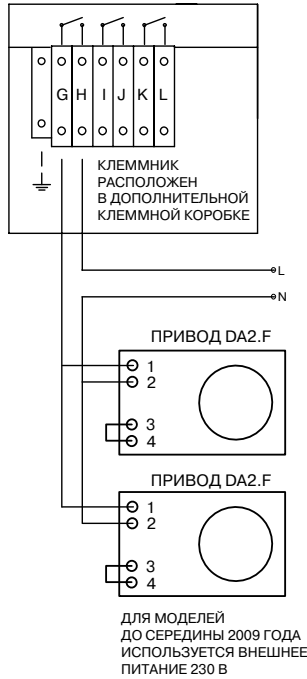 G H I J K L
КЛЕММНИК
РАСПОЛОЖЕН
В ДОПОЛНИТЕЛЬНОЙ
КЛЕММНОЙ КОРОБКЕ
L
N
ПРИВОД DA2.F
1
2
3
4
ПРИВОД DA2.F
1
2
3
4
ДЛЯ МОДЕЛЕЙ
ДО СЕРЕДИНЫ 2009 ГОДА
ИСПОЛЬЗУЕТСЯ ВНЕШНЕЕ
ПИТАНИЕ 230 В